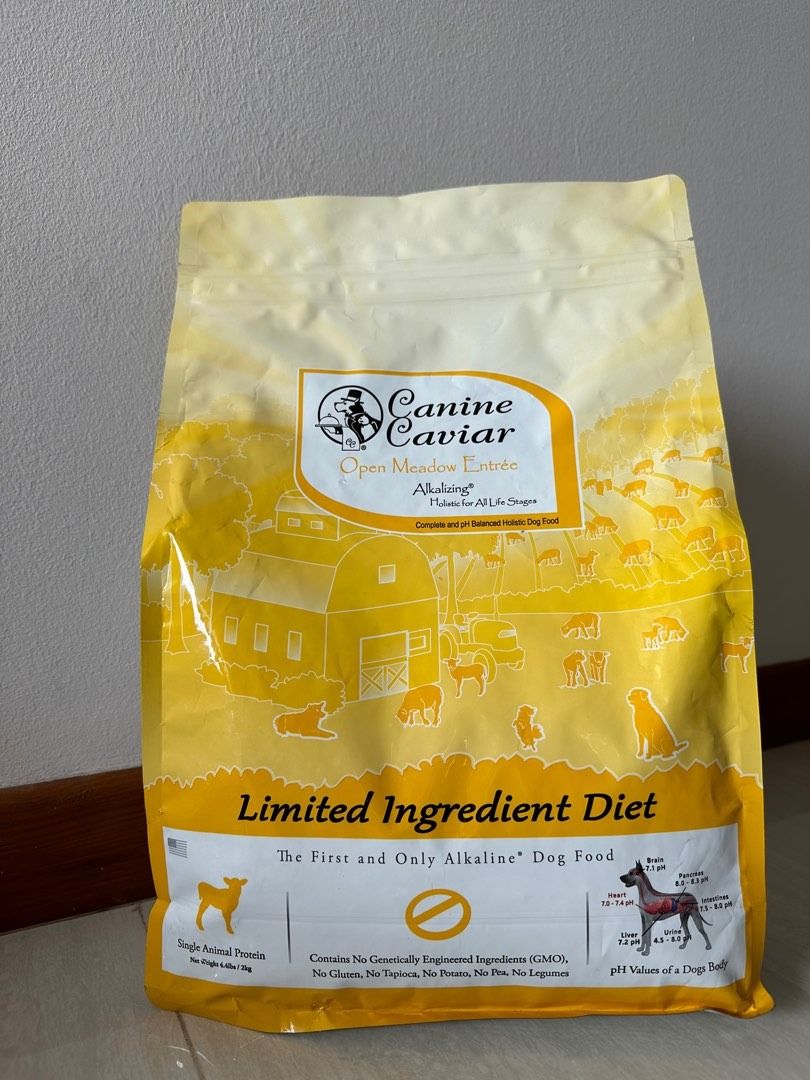 Canine
Caviar
Open Meadow Entrée
Alkalizing®
Holistic for All Life Stages
Complete and pH Balanced Holistic Dog Food
Limited Ingredient Diet
The First and Only Alkaline® Dog Food
Single Animal Protein
Net Weight 4.4lbs / 2kg
Contains No Genetically Engineered Ingredients (GMO),
No Gluten, No Tapioca, No Potato, No Pea, No Legumes
Brain
7.1 pH
Pancreas
8.0 - 8.3 pH
Heart
7.0 - 7.4 pH
Intestines
7.5 - 8.0 pH
Liver
7.2 pH
Urine
4.5 - 8.0 pH
pH Values of a Dogs Body